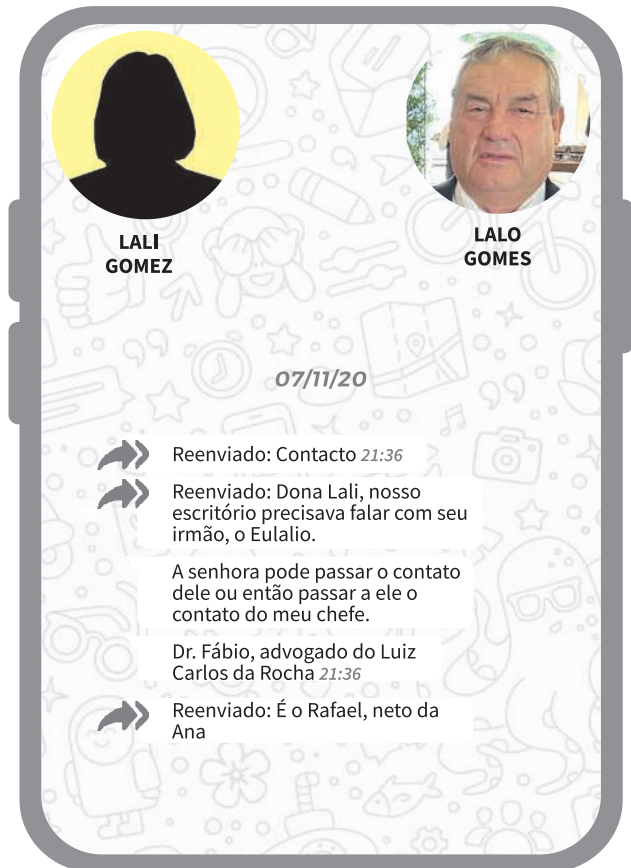 LALI
GOMEZ
LALO
GOMES
07/11/20
Reenviado: Contacto 21:36
Reenviado: Dona Lali, nosso
escritório precisava falar com seu
irmão, o Eulalio.
A senhora pode passar o contato
dele ou então passar a ele o
contato do meu chefe.
Dr. Fábio, advogado do Luiz
Carlos da Rocha 21:36
Reenviado: É o Rafael, neto da
Ana